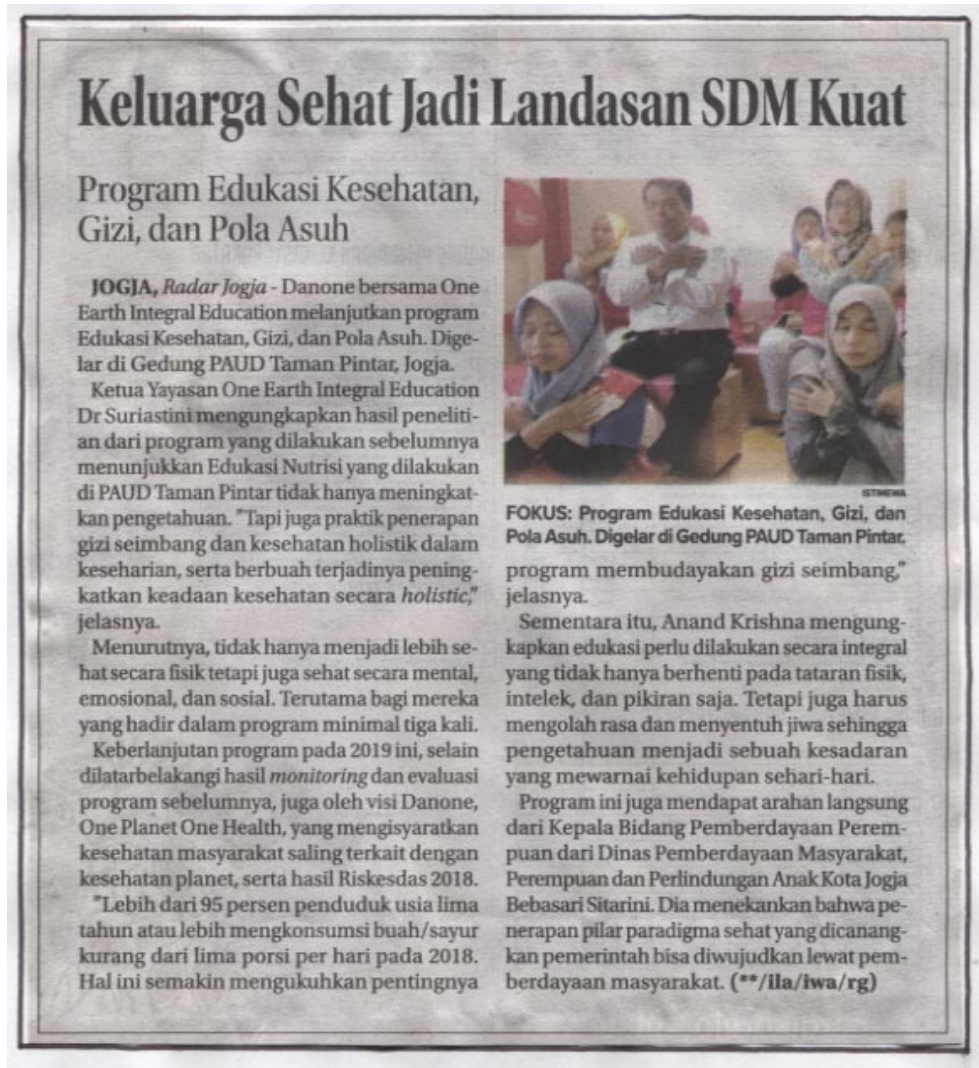 Keluarga Sehat Jadi Landasan SDM Kuat
Program Edukasi Kesehatan,
Gizi, dan Pola Asuh
JOGJA, Radar Jogja - Danone bersama One
Earth Integral Education melanjutkan program
Edukasi Kesehatan, Gizi, dan Pola Asuh. Dige-
lar di Gedung PAUD Taman Pintar, Jogja.
Ketua Yayasan One Earth Integral Education
Dr Suriastini mengungkapkan hasil peneliti-
an dari program yang dilakukan sebelumnya
menunjukkan Edukasi Nutrisi yang dilakukan
di PAUD Taman Pintar tidak hanya meningkat-
kan pengetahuan. "Tapi juga praktik penerapan
gizi seimbang dan kesehatan holistik dalam
keseharian, serta berbuah terjadinya pening-
katkan keadaan kesehatan secara holistic,"
jelasnya.
Menurutnya, tidak hanya menjadi lebih se-
hat secara fisik tetapi juga sehat secara mental,
emosional, dan sosial. Terutama bagi mereka
yang hadir dalam program minimal tiga kali.
Keberlanjutan program pada 2019 ini, selain
dilatarbelakangi hasil monitoring dan evaluasi
program sebelumnya, juga oleh visi Danone,
One Planet One Health, yang mengisyaratkan
kesehatan masyarakat saling terkait dengan
kesehatan planet, serta hasil Riskesdas 2018.
"Lebih dari 95 persen penduduk usia lima
tahun atau lebih mengkonsumsi buah/sayur
kurang dari lima porsi per hari pada 2018.
Hal ini semakin mengukuhkan pentingnya
ISTIMEWA
FOKUS: Program Edukasi Kesehatan, Gizi, dan
Pola Asuh. Digelar di Gedung PAUD Taman Pintar.
program membudayakan gizi seimbang,"
jelasnya.
Sementara itu, Anand Krishna mengung-
kapkan edukasi perlu dilakukan secara integral
yang tidak hanya berhenti pada tataran fisik,
intelek, dan pikiran saja. Tetapi juga harus
mengolah rasa dan menyentuh jiwa sehingga
pengetahuan menjadi sebuah kesadaran
yang mewarnai kehidupan sehari-hari.
Program ini juga mendapat arahan langsung
dari Kepala Bidang Pemberdayaan Perem-
puan dari Dinas Pemberdayaan Masyarakat,
Perempuan dan Perlindungan Anak Kota Jogja
Bebasari Sitarini. Dia menekankan bahwa pe-
nerapan pilar paradigma sehat yang dicanang-
kan pemerintah bisa diwujudkan lewat pem-
berdayaan masyarakat. (**/ila/iwa/rg)